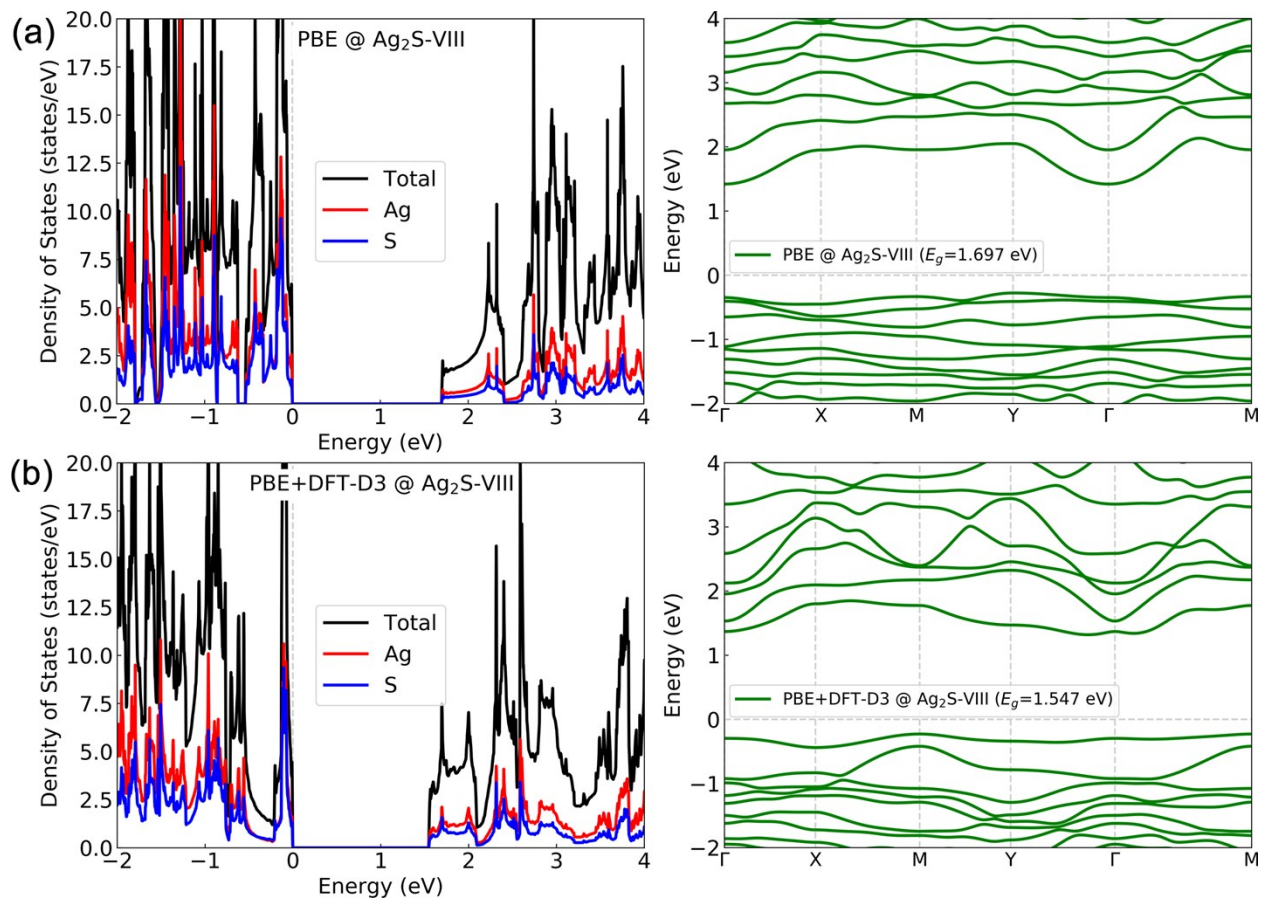 (a)
PBE @ Ag₂S-VIII
Density of States (states/eV)
20.0
17.5
15.0
12.5
10.0
7.5
5.0
2.5
0.0
Total
Ag
S
−2
−1
0
1
2
3
4
Energy (eV)
Energy (eV)
4
3
2
1
0
−1
−2
PBE @ Ag₂S-VIII (E_g=1.697 eV)
Γ
X
M
Y
Γ
M
(b)
PBE+DFT-D3 @ Ag₂S-VIII
Density of States (states/eV)
20.0
17.5
15.0
12.5
10.0
7.5
5.0
2.5
0.0
Total
Ag
S
−2
−1
0
1
2
3
4
Energy (eV)
Energy (eV)
4
3
2
1
0
−1
−2
PBE+DFT-D3 @ Ag₂S-VIII (E_g=1.547 eV)
Γ
X
M
Y
Γ
M